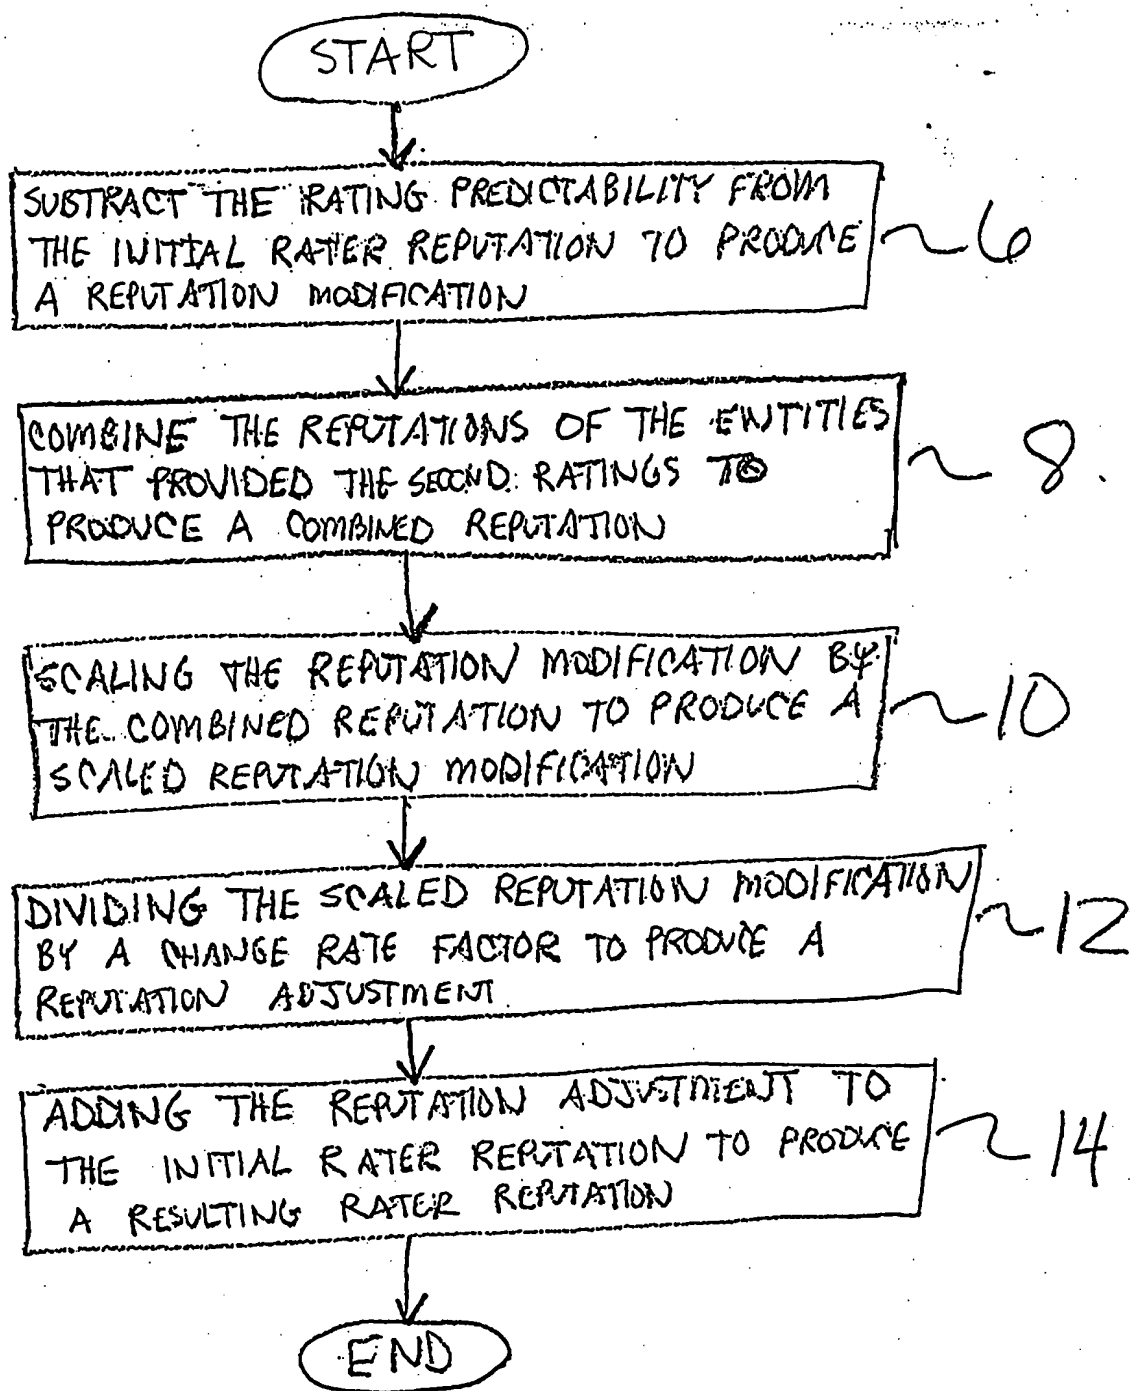 START
SUBTRACT THE RATING PREDICTABILITY FROM
THE INITIAL RATER REPUTATION TO PRODUCE
A REPUTATION MODIFICATION
~6
COMBINE THE REPUTATIONS OF THE ENTITIES
THAT PROVIDED THE SECOND RATINGS TO
PRODUCE A COMBINED REPUTATION
~8.
SCALING THE REPUTATION MODIFICATION BY
THE COMBINED REPUTATION TO PRODUCE A
SCALED REPUTATION MODIFICATION
~10
DIVIDING THE SCALED REPUTATION MODIFICATION
BY A CHANGE RATE FACTOR TO PRODUCE A
REPUTATION ADJUSTMENT
~12
ADDING THE REPUTATION ADJUSTMENT TO
THE INITIAL RATER REPUTATION TO PRODUCE
A RESULTING RATER REPUTATION
~14
END